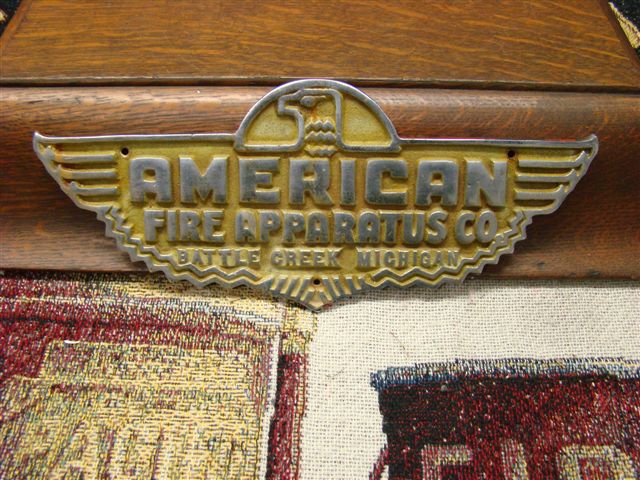 AMERICAN
FIRE APPARATUS CO.
BATTLE CREEK MICHIGAN